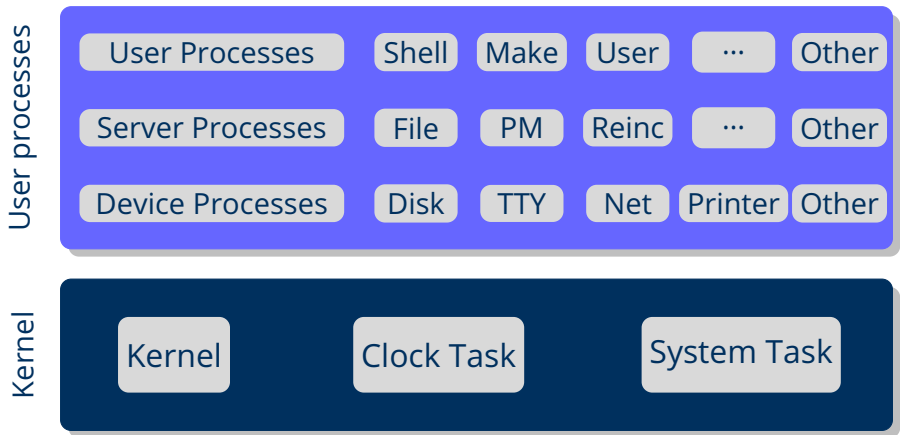 User processes
User Processes Shell Make User ... Other
Server Processes File PM Reinc ... Other
Device Processes Disk TTY Net Printer Other
Kernel
Kernel Clock Task System Task